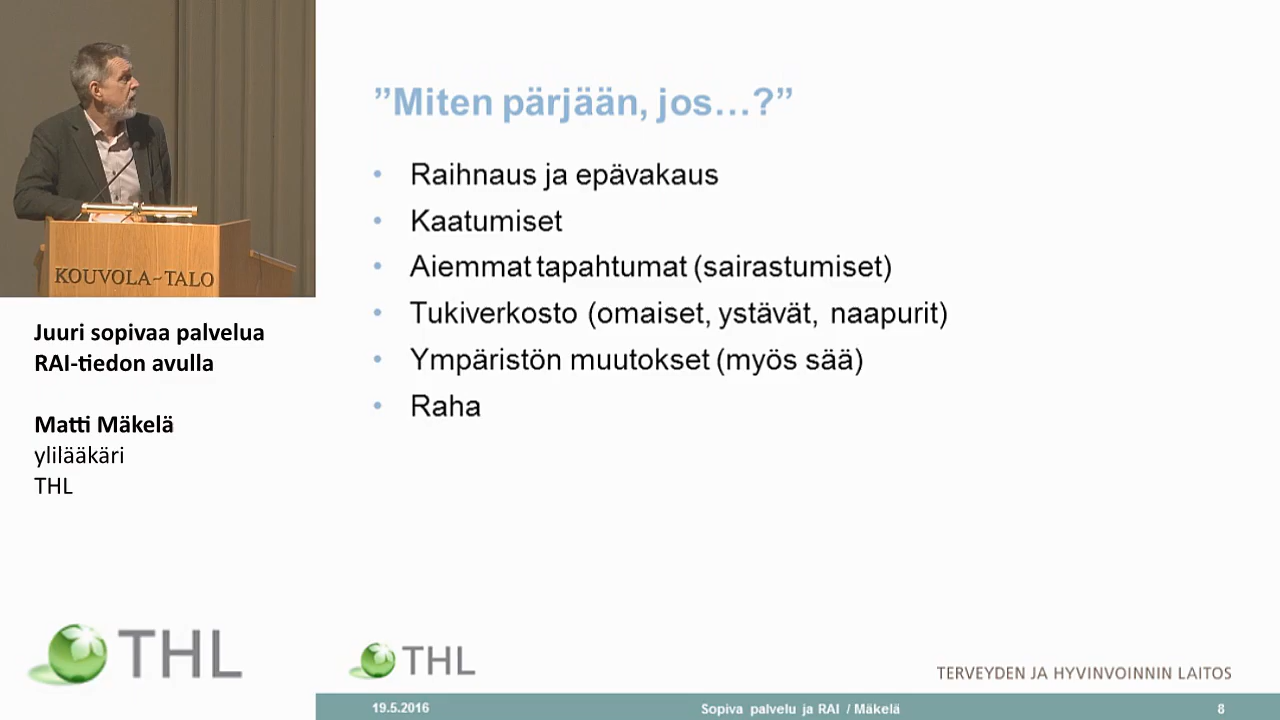 KOUVOLA-TALO
Juuri sopivaa palvelua
RAI-tiedon avulla
Matti Mäkelä
ylilääkäri
THL
THL
”Miten pärjään, jos…?”
• Raihnaus ja epävakaus
• Kaatumiset
• Aiemmat tapahtumat (sairastumiset)
• Tukiverkosto (omaiset, ystävät, naapurit)
• Ympäristön muutokset (myös sää)
• Raha
THL
TERVEYDEN JA HYVINVOINNIN LAITOS
19.5.2016 Sopiva palvelu ja RAI / Mäkelä 8